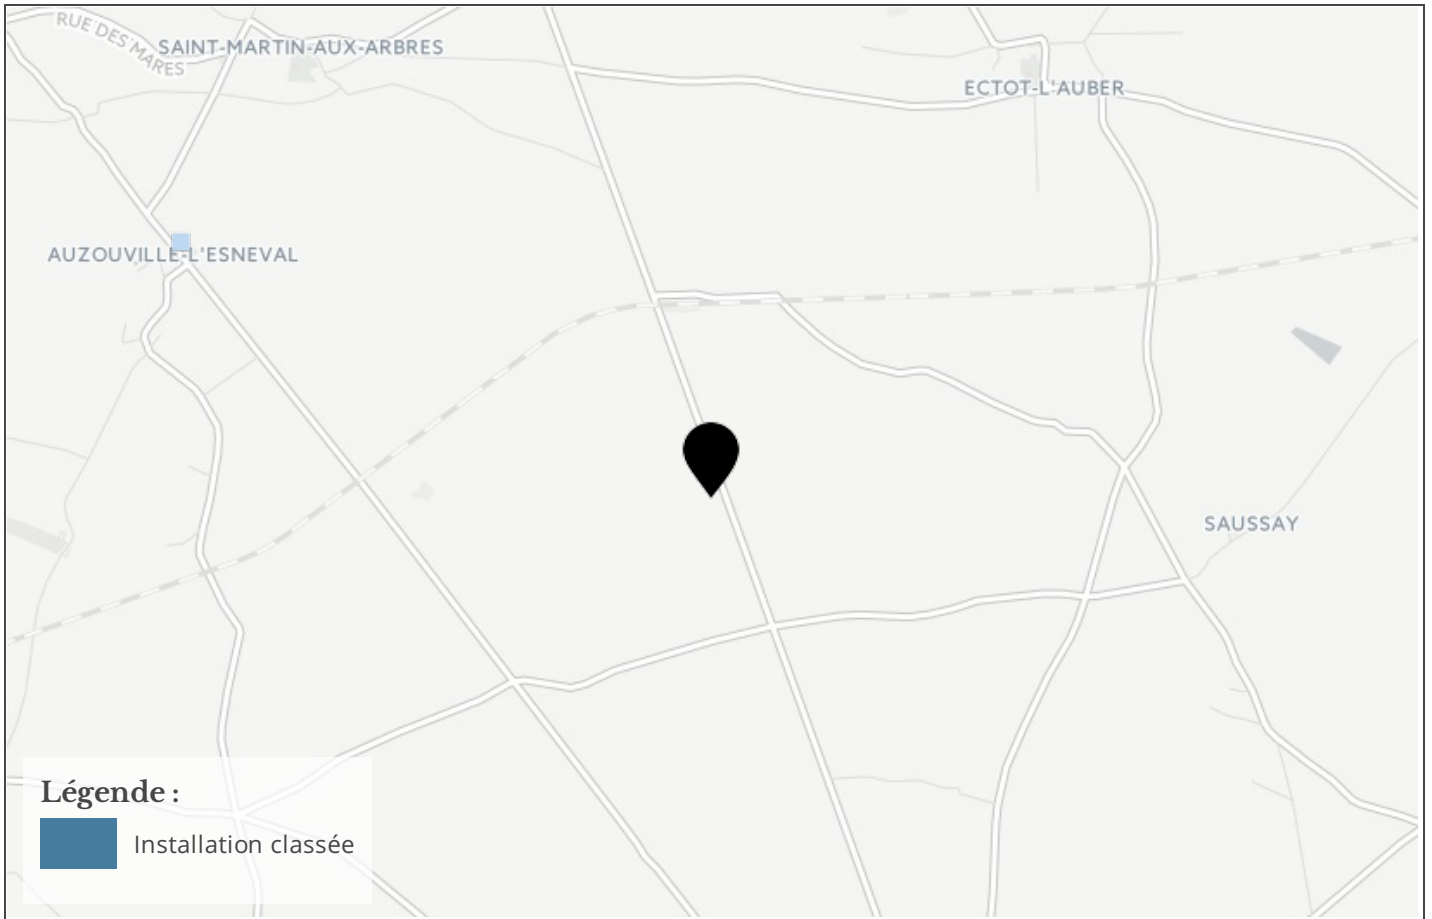 RUE DES MARES
SAINT-MARTIN-AUX-ARBRES
ECTOT-L'AUBER
AUZOUVILLE-L'ESNEVAL
SAUSSAY
Légende :
Installation classée